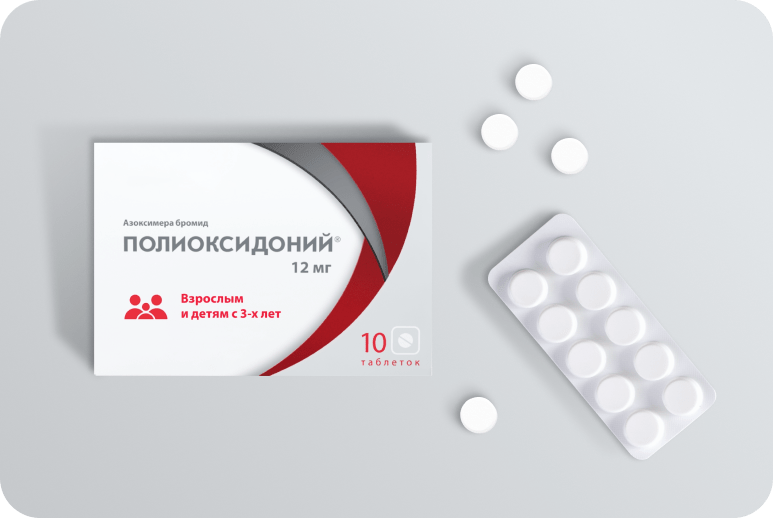 Азоксимера бромид
ПОЛИОКСИДОНИЙ®
12 мг
Взрослым
и детям с 3-х лет
10
таблеток